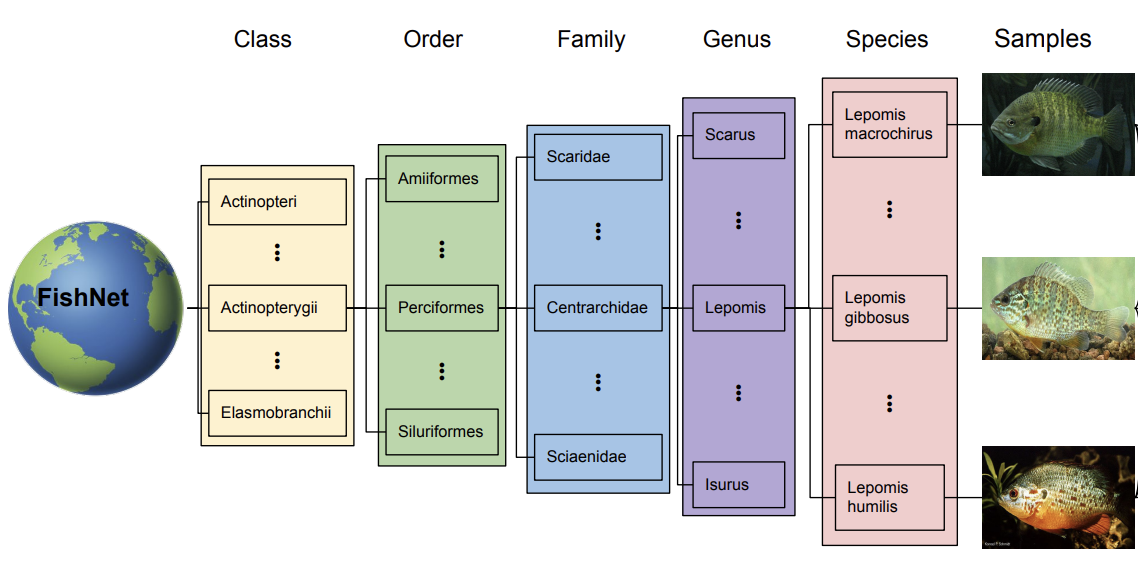 Class
Order
Family
Genus
Species
Samples
FishNet
Actinopteri
Actinopterygii
Elasmobranchii
Amiiformes
Perciformes
Siluriformes
Scaridae
Centrarchidae
Sciaenidae
Scarus
Lepomis
Isurus
Lepomis
macrochirus
Lepomis
gibbosus
Lepomis
humilis